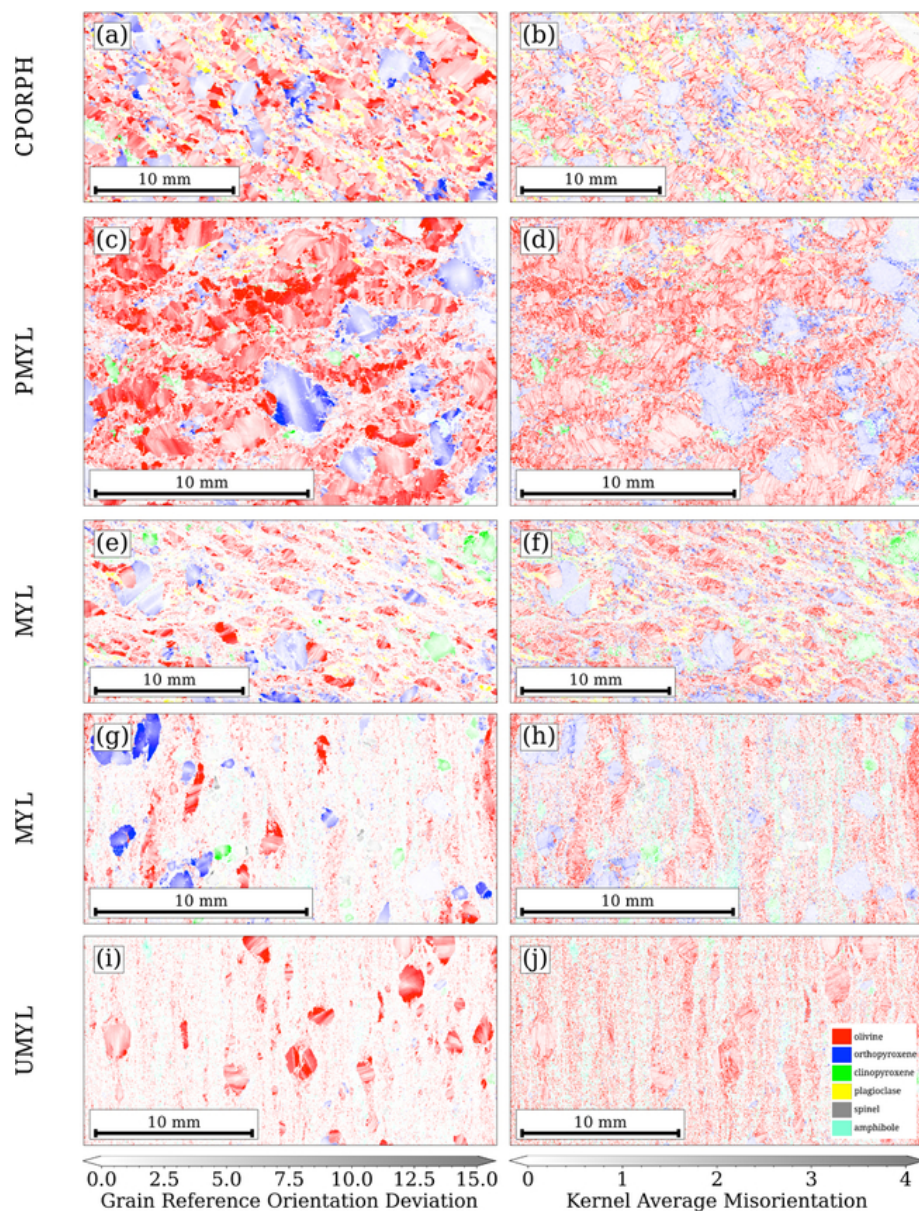 CPORPH
(a)
10 mm
(b)
10 mm
PMYL
(c)
10 mm
(d)
10 mm
MYL
(e)
10 mm
(f)
10 mm
MYL
(g)
10 mm
(h)
10 mm
UMYL
(i)
10 mm
(j)
10 mm
olivine
orthopyroxene
clinopyroxene
plagioclase
spinel
amphibole
0.0 2.5 5.0 7.5 10.0 12.5 15.0
Grain Reference Orientation Deviation
0 1 2 3 4
Kernel Average Misorientation